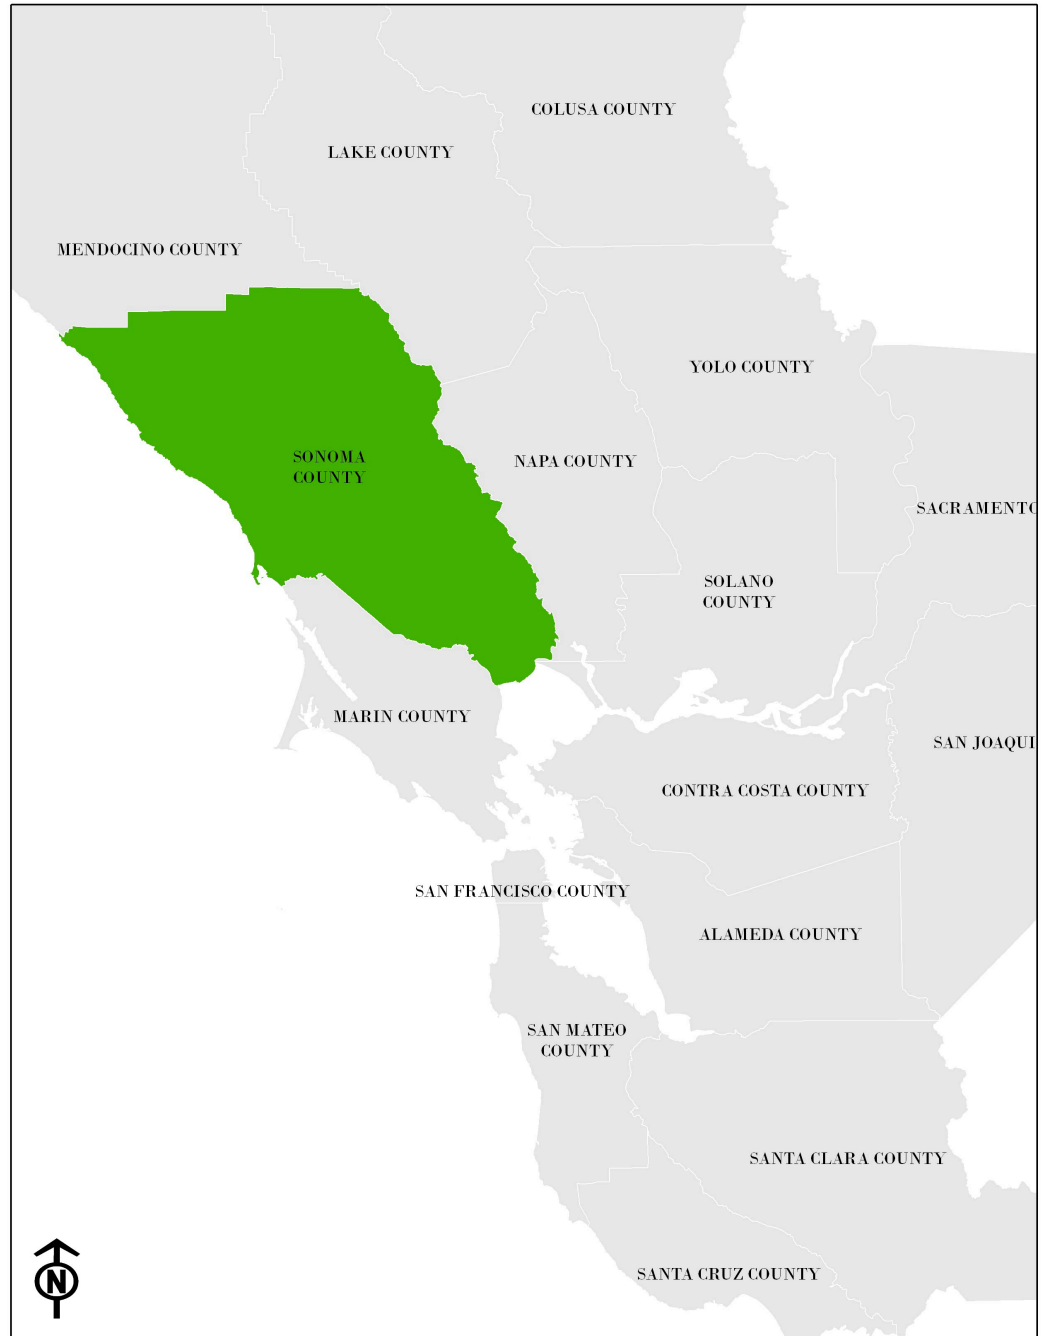 COLUSA COUNTY
LAKE COUNTY
MENDOCINO COUNTY
YOLO COUNTY
SONOMA
COUNTY
NAPA COUNTY
SACRAMENTO
SOLANO
COUNTY
MARIN COUNTY
SAN JOAQUI
CONTRA COSTA COUNTY
SAN FRANCISCO COUNTY
ALAMEDA COUNTY
SAN MATEO
COUNTY
SANTA CLARA COUNTY
SANTA CRUZ COUNTY
N